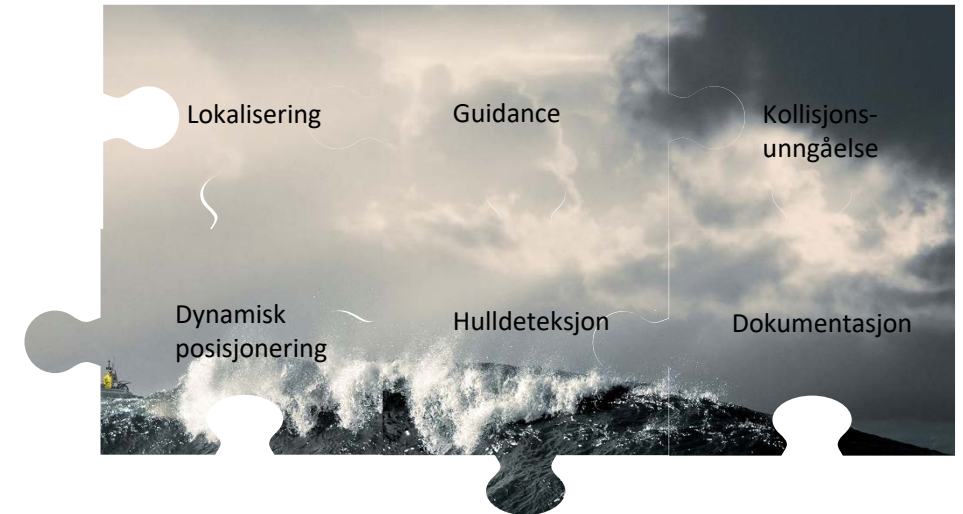 Lokalisering
Guidance
Kollisjons-
unngåelse
Dynamisk
posisjonering
Hulldeteksjon
Dokumentasjon